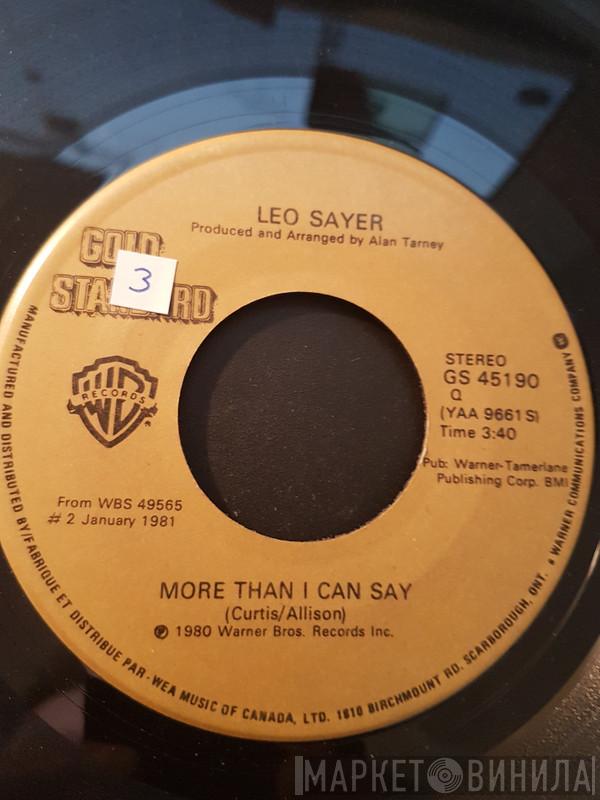 LEO SAYER
Produced and Arranged by Alan Tarney
GOLD
STANDARD
3
WB
RECORDS
®
STEREO
GS 45190
Q
(YAA 9661 S)
Time 3:40
Pub: Warner-Tamerlane
Publishing Corp. BMI
From WBS 49565
# 2 January 1981
MORE THAN I CAN SAY
(Curtis/Allison)
℗ 1980 Warner Bros. Records Inc.
MANUFACTURED AND DISTRIBUTED BY/FABRIQUE ET DISTRIBUE PAR - WEA MUSIC OF CANADA, LTD. 1810 BIRCHMOUNT RD. SCARBOROUGH, ONT. • WARNER COMMUNICATIONS COMPANY
МАРКЕТ ВИНИЛА